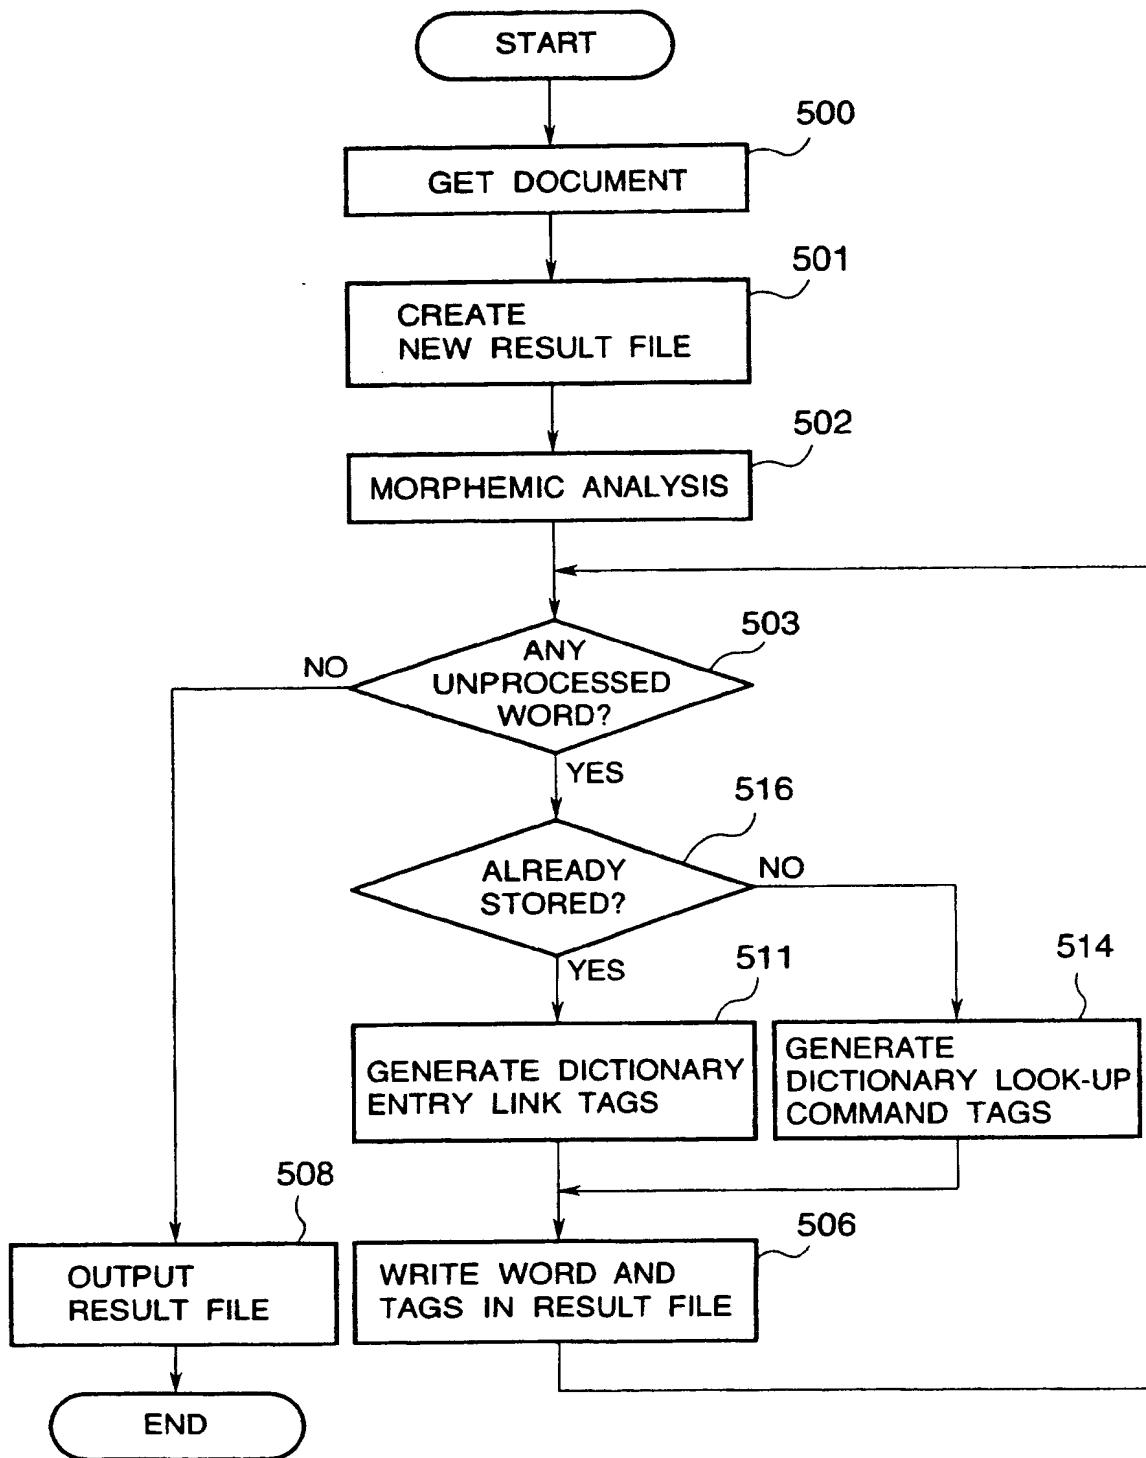 START
500
GET DOCUMENT
501
CREATE
NEW RESULT FILE
502
MORPHEMIC ANALYSIS
503
NO
ANY
UNPROCESSED
WORD?
YES
516
ALREADY
STORED?
NO
YES
511
514
GENERATE DICTIONARY
ENTRY LINK TAGS
GENERATE
DICTIONARY LOOK-UP
COMMAND TAGS
508
506
OUTPUT
RESULT FILE
WRITE WORD AND
TAGS IN RESULT FILE
END